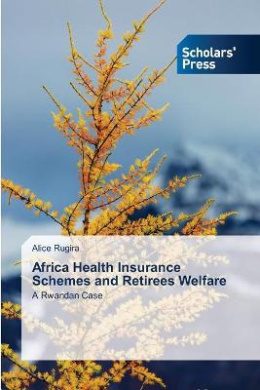 Scholars'
Press
Alice Rugira
Africa Health Insurance
Schemes and Retirees Welfare
A Rwandan Case